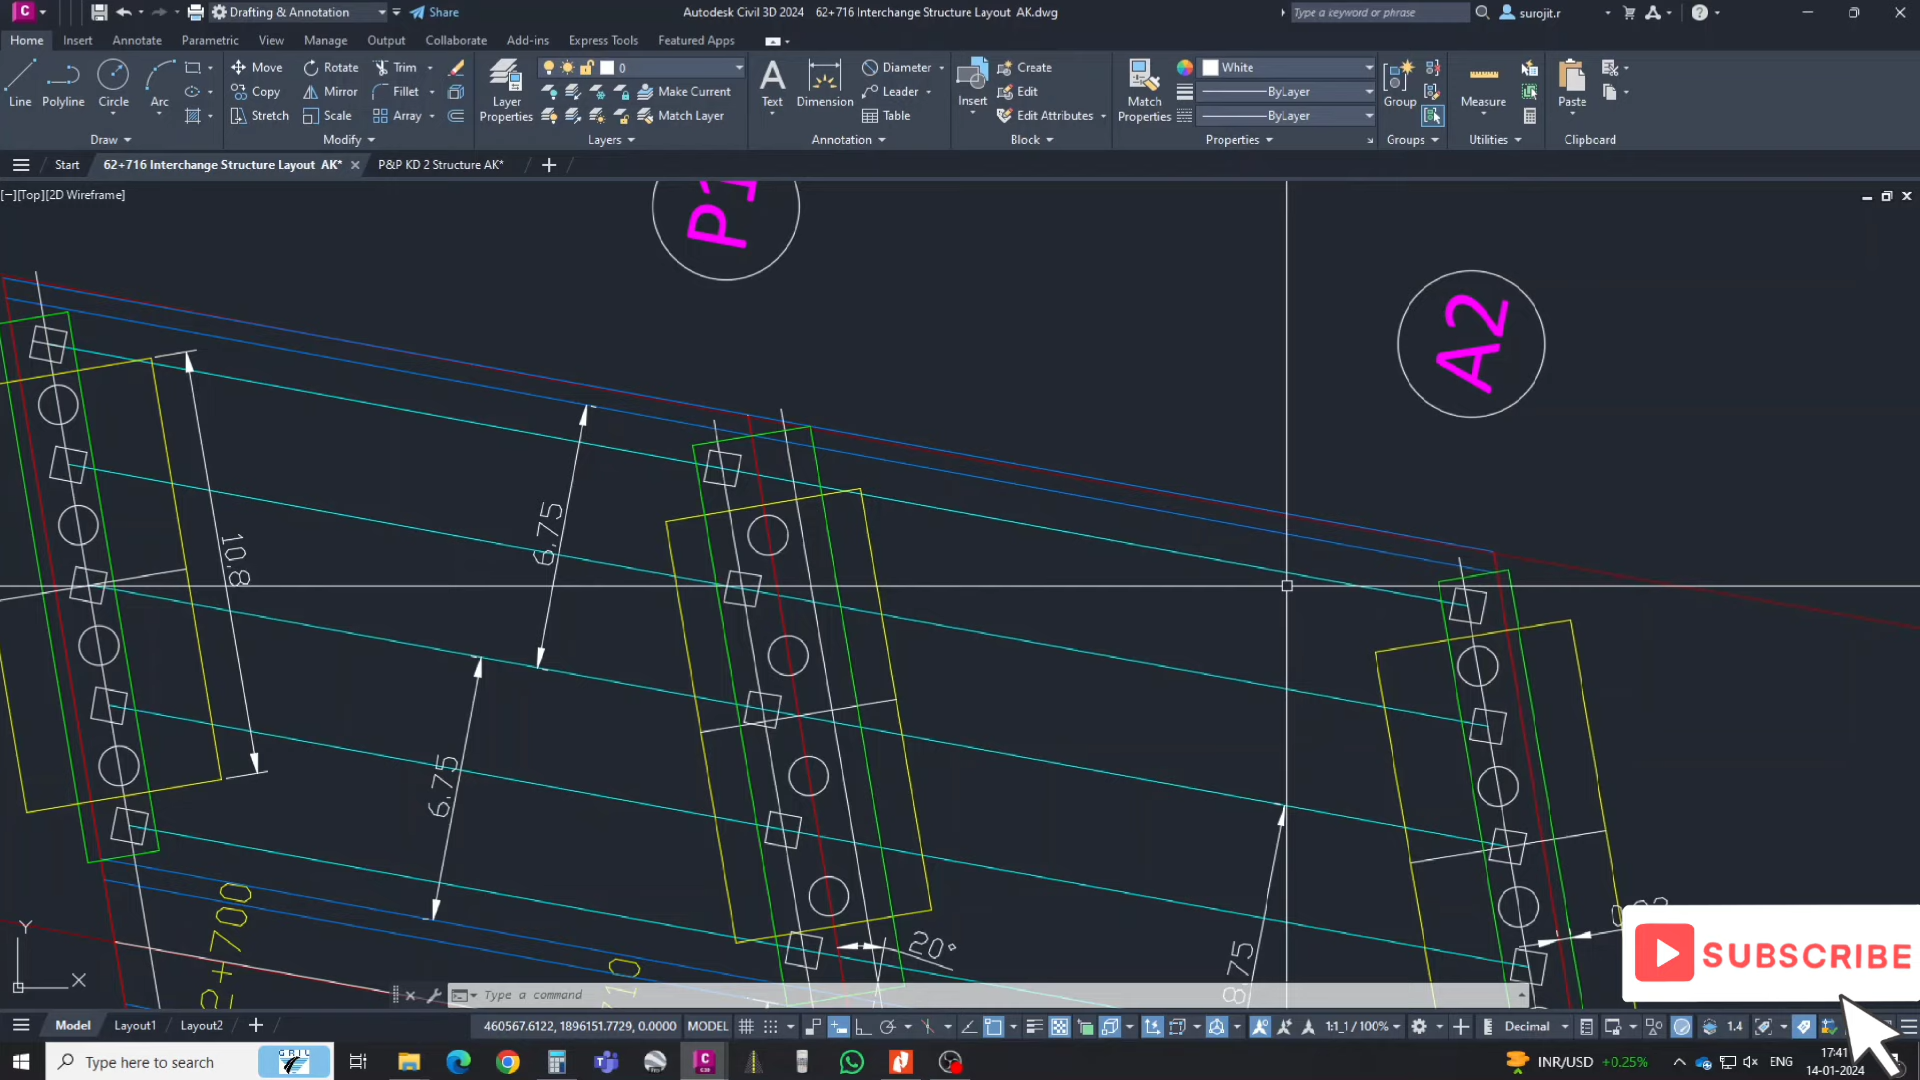 Drafting & Annotation
Share
Autodesk Civil 3D 2024 62+716 Interchange Structure Layout AK.dwg
Type a keyword or phrase
surojit.r
Home Insert Annotate Parametric View Manage Output Collaborate Add-ins Express Tools Featured Apps
Move Rotate Trim 0 Diameter Create White
Copy Mirror Fillet Make Current Leader Edit ByLayer
Line Polyline Circle Arc Layer Properties Text Dimension Insert Match Properties Group Measure Paste
Stretch Scale Array Match Layer Table Edit Attributes ByLayer
Draw Modify Layers Annotation Block Properties Groups Utilities Clipboard
Start 62+716 Interchange Structure Layout AK* P&P KD 2 Structure AK*
[−][Top][2D Wireframe]
A2
6.75
10.8
6.75
8.75
20°
2+700
Y
X
SUBSCRIBE
Type a command
Model Layout1 Layout2
460567.6122, 1896151.7729, 0.0000 MODEL
1:1_1 / 100%
Decimal
1.4
Type here to search
GRIL
INR/USD +0.25%
ENG
17:41
14-01-2024